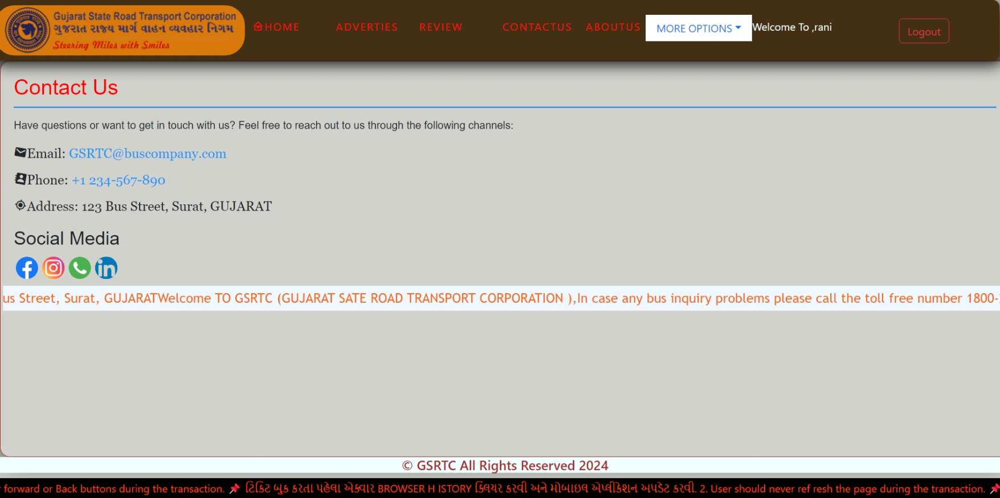 Gujarat State Road Transport Corporation
ગુજરાત રાજ્ય માર્ગ વાહન વ્યવહાર નિગમ
Steering Miles with Smiles
HOME ADVERTIES REVIEW CONTACTUS ABOUTUS MORE OPTIONS Welcome To ,rani Logout
Contact Us
Have questions or want to get in touch with us? Feel free to reach out to us through the following channels:
Email: GSRTC@buscompany.com
Phone: +1 234-567-890
Address: 123 Bus Street, Surat, GUJARAT
Social Media
us Street, Surat, GUJARATWelcome TO GSRTC (GUJARAT SATE ROAD TRANSPORT CORPORATION ),In case any bus inquiry problems please call the toll free number 1800-
© GSRTC All Rights Reserved 2024
forward or Back buttons during the transaction. 📌 ટિકિટ બુક કરતા પહેલા એકવાર BROWSER H ISTORY ક્લિયર કરવી અને મોબાઇલ એપ્લીકેશન અપડેટ કરવી. 2. User should never ref resh the page during the transaction. 📌